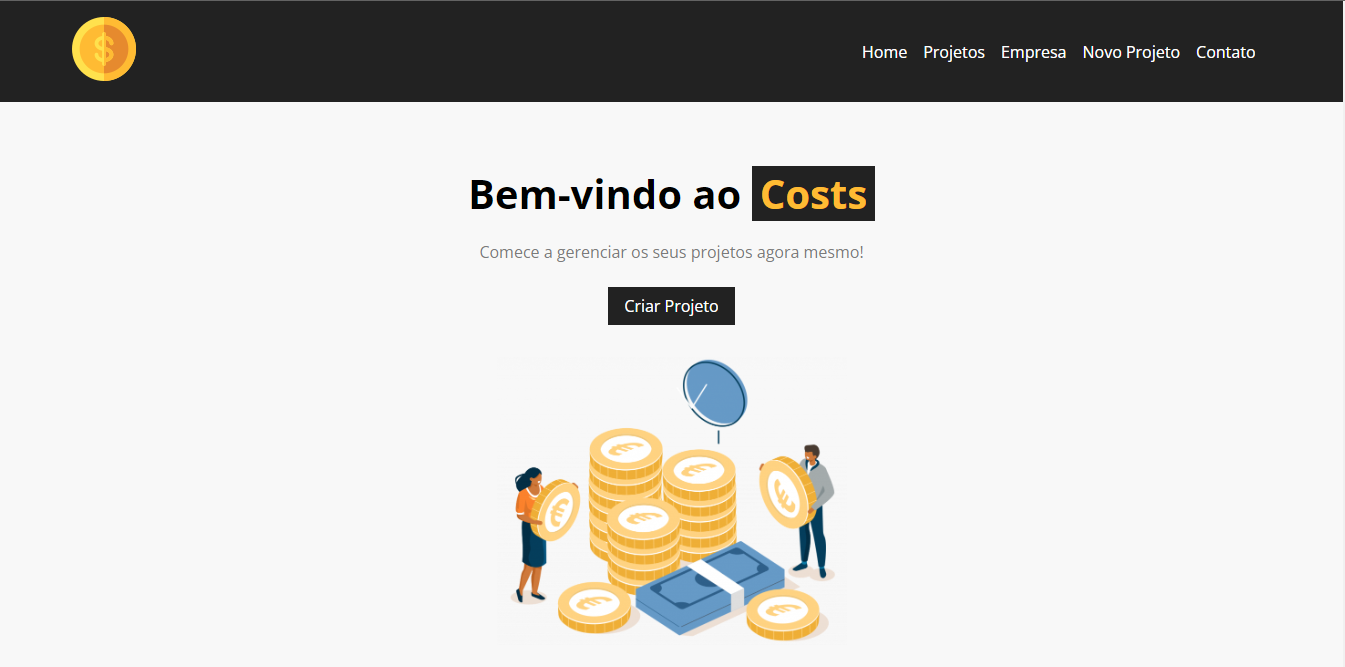 Home Projetos Empresa Novo Projeto Contato
Bem-vindo ao Costs
Comece a gerenciar os seus projetos agora mesmo!
Criar Projeto